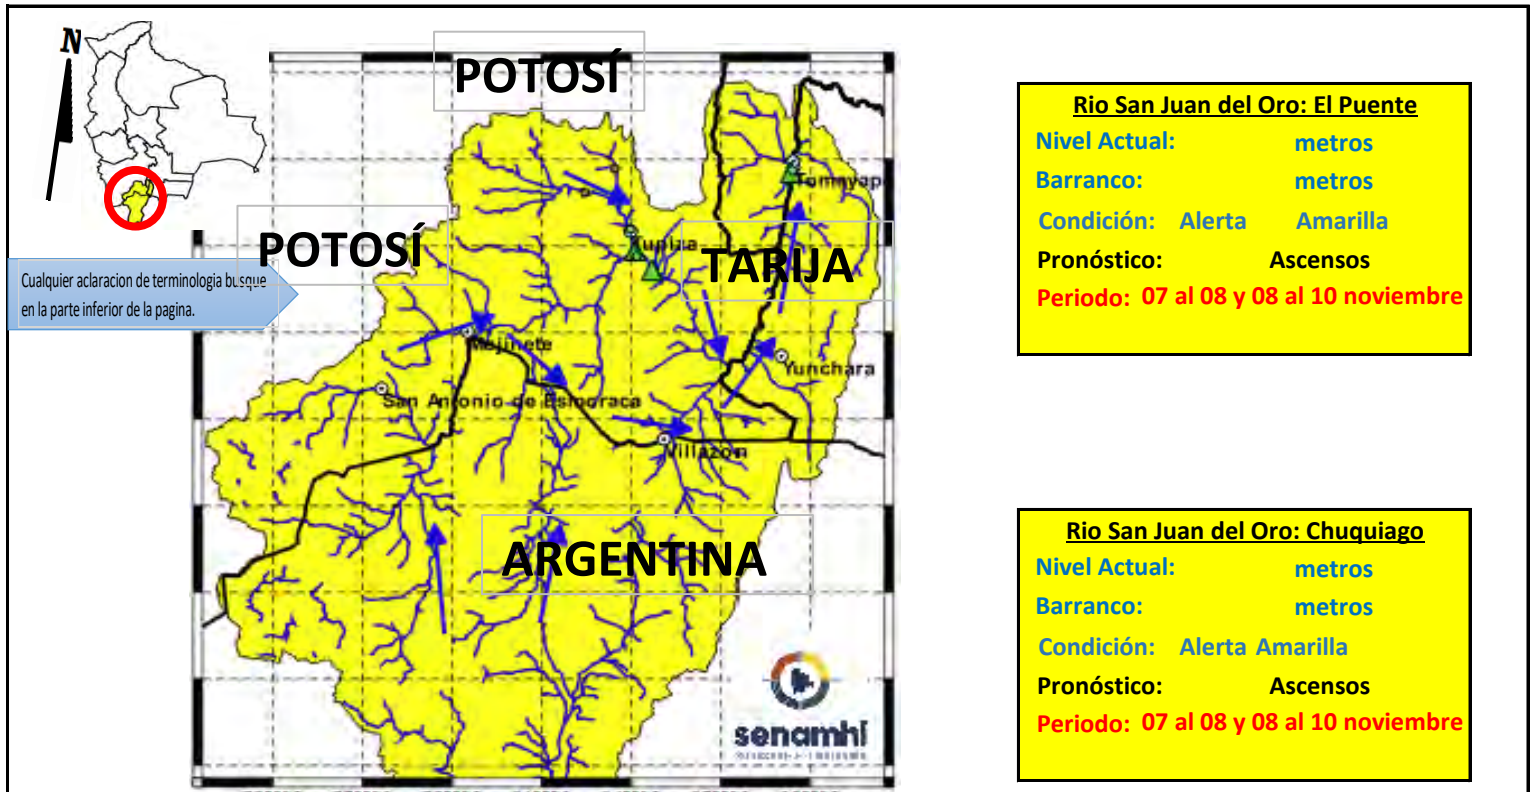 N
POTOSÍ
POTOSÍ
TARIJA
Cualquier aclaracion de terminologia busque
en la parte inferior de la pagina.
Mojinete
Yunchara
San Antonio de Esmoraca
Villazon
ARGENTINA
senamhi
Rio San Juan del Oro: El Puente
Nivel Actual: metros
Barranco: metros
Condición: Alerta Amarilla
Pronóstico: Ascensos
Periodo: 07 al 08 y 08 al 10 noviembre
Rio San Juan del Oro: Chuquiago
Nivel Actual: metros
Barranco: metros
Condición: Alerta Amarilla
Pronóstico: Ascensos
Periodo: 07 al 08 y 08 al 10 noviembre